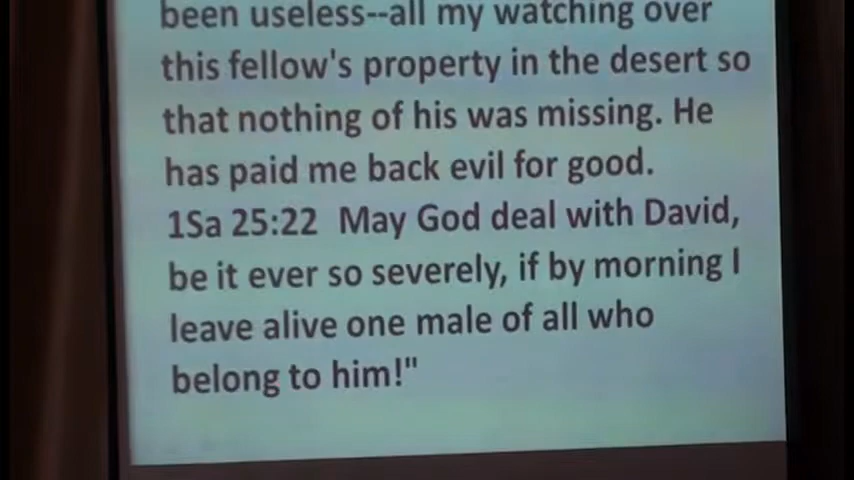 been useless--all my watching over
this fellow's property in the desert so
that nothing of his was missing. He
has paid me back evil for good.
1Sa 25:22  May God deal with David,
be it ever so severely, if by morning I
leave alive one male of all who
belong to him!"